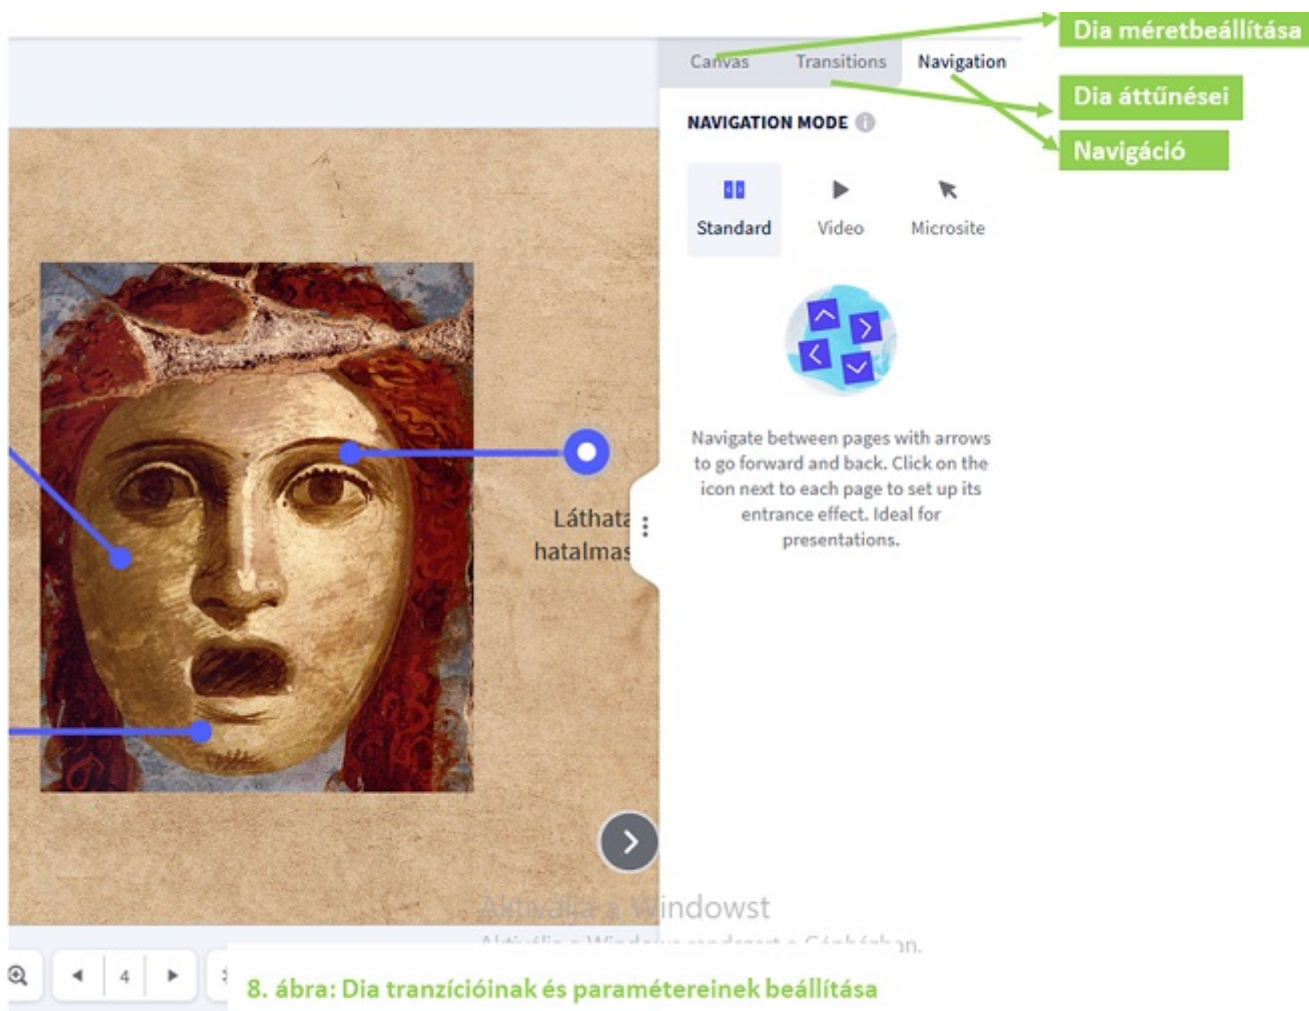 Dia méretbeállítása
Canvas Transitions Navigation
Dia áttűnései
NAVIGATION MODE
Navigáció
Standard Video Microsite
Navigate between pages with arrows
to go forward and back. Click on the
icon next to each page to set up its
entrance effect. Ideal for
presentations.
hatalmas
Aktiválja a Windowst
4
8. ábra: Dia tranzícióinak és paramétereinek beállítása